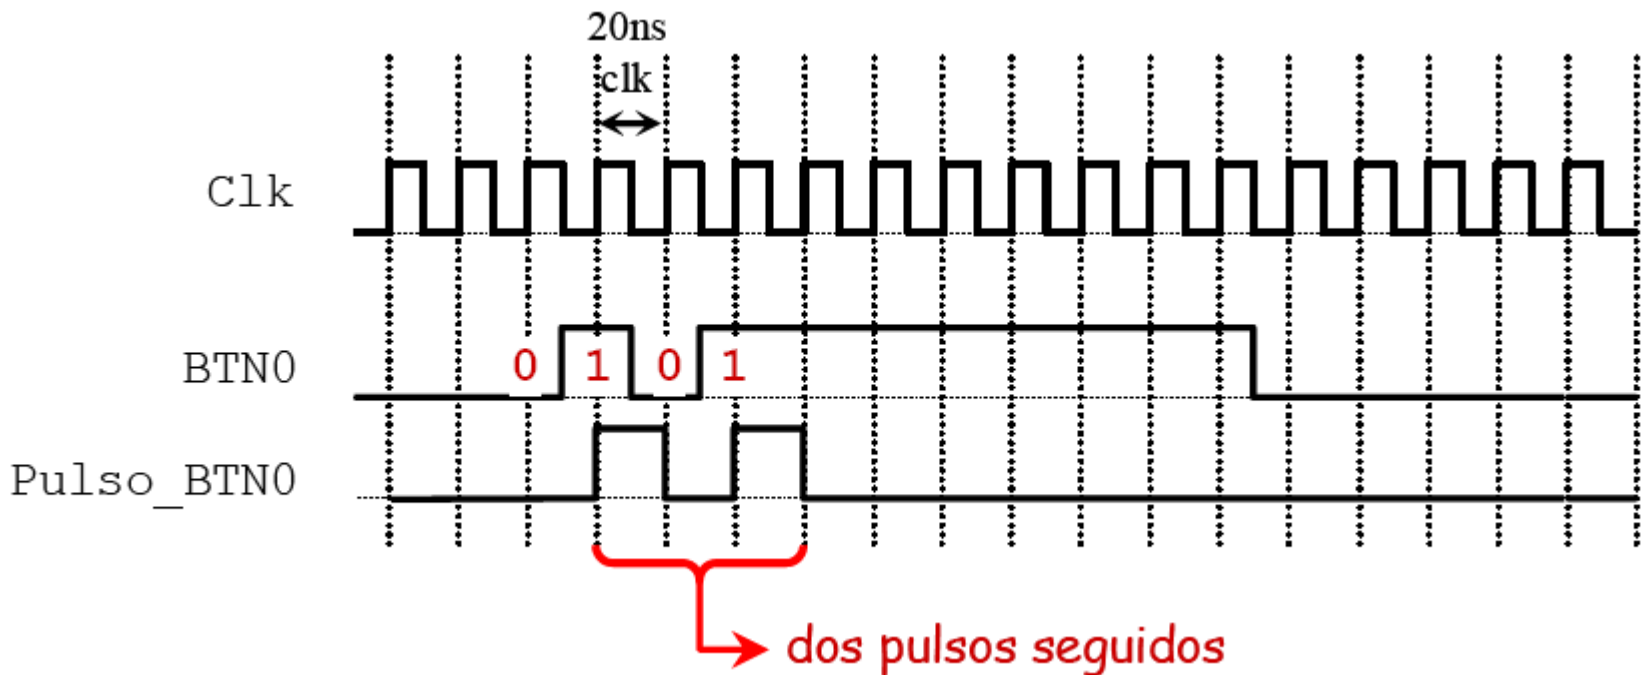 20ns
clk
Clk
BTN0
0 1 0 1
Pulso_BTN0
dos pulsos seguidos